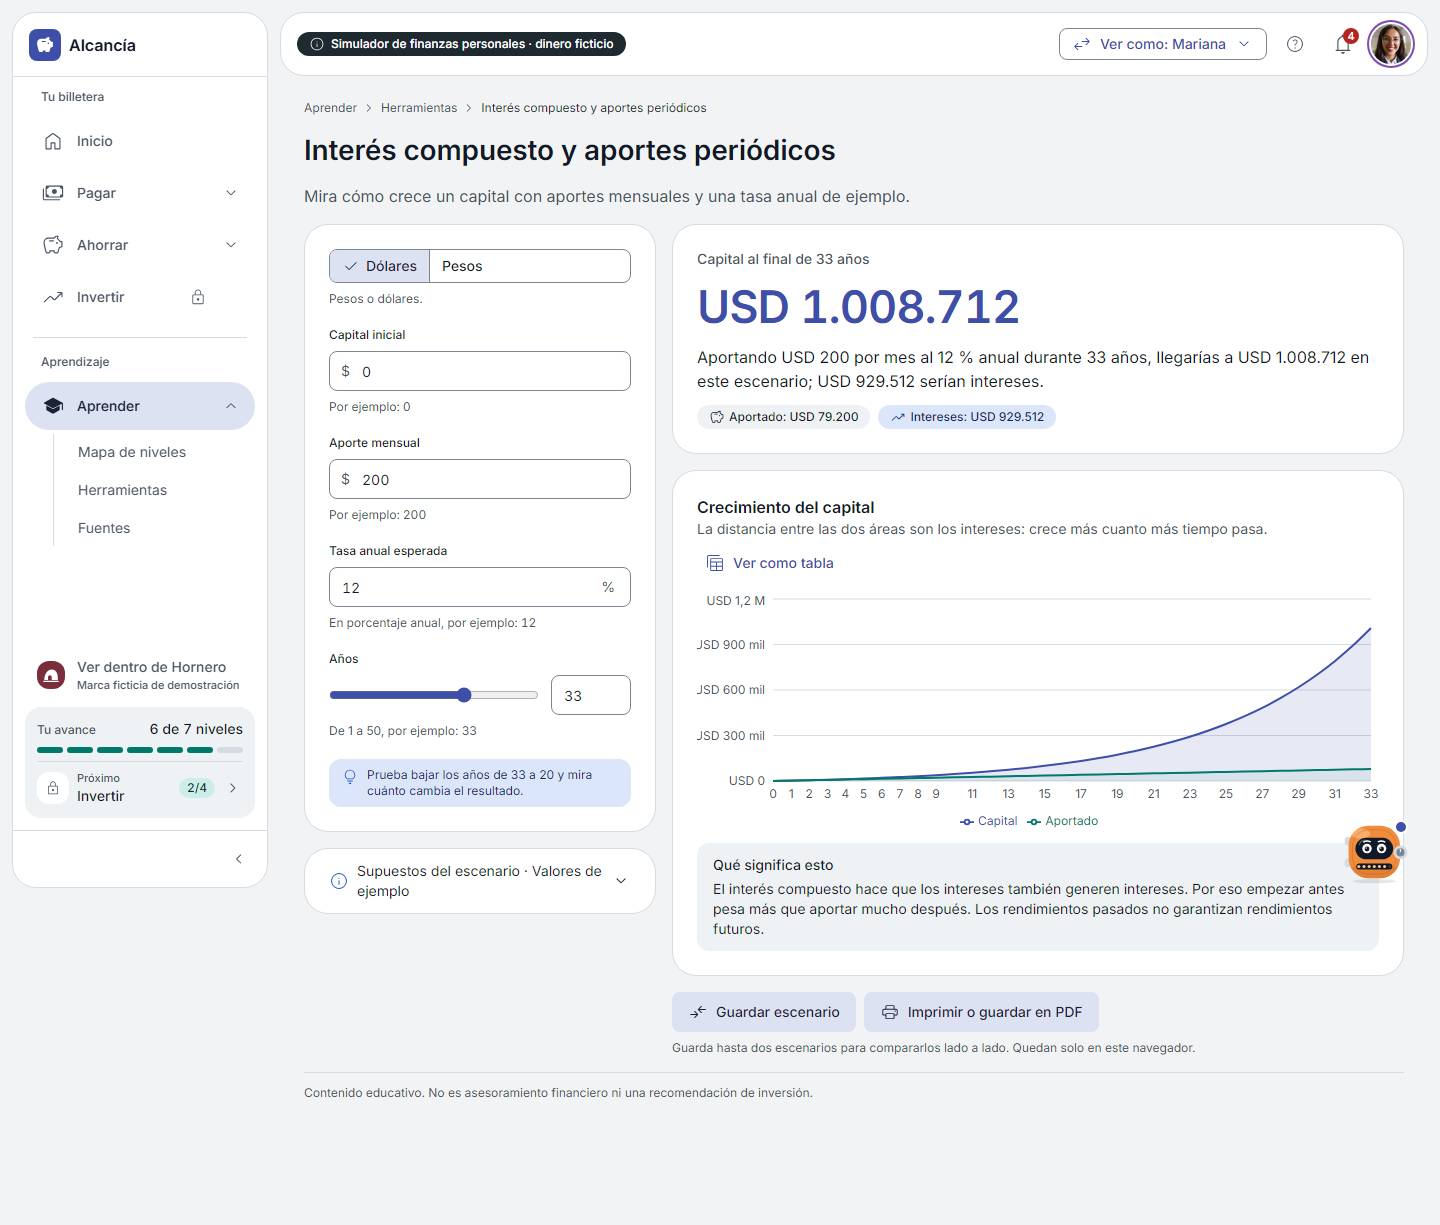 Alcancía
Simulador de finanzas personales · dinero ficticio
Ver como: Mariana
4
Tu billetera
Inicio
Pagar
Ahorrar
Invertir
Aprendizaje
Aprender
Mapa de niveles
Herramientas
Fuentes
Ver dentro de Hornero
Marca ficticia de demostración
Tu avance
6 de 7 niveles
Próximo
Invertir
2/4
Aprender > Herramientas > Interés compuesto y aportes periódicos
Interés compuesto y aportes periódicos
Mira cómo crece un capital con aportes mensuales y una tasa anual de ejemplo.
Dólares
Pesos
Pesos o dólares.
Capital inicial
$ 0
Por ejemplo: 0
Aporte mensual
$ 200
Por ejemplo: 200
Tasa anual esperada
12 %
En porcentaje anual, por ejemplo: 12
Años
33
De 1 a 50, por ejemplo: 33
Prueba bajar los años de 33 a 20 y mira
cuánto cambia el resultado.
Supuestos del escenario · Valores de
ejemplo
Capital al final de 33 años
USD 1.008.712
Aportando USD 200 por mes al 12 % anual durante 33 años, llegarías a USD 1.008.712 en
este escenario; USD 929.512 serían intereses.
Aportado: USD 79.200
Intereses: USD 929.512
Crecimiento del capital
La distancia entre las dos áreas son los intereses: crece más cuanto más tiempo pasa.
Ver como tabla
USD 1,2 M
USD 900 mil
USD 600 mil
USD 300 mil
USD 0
0 1 2 3 4 5 6 7 8 9 11 13 15 17 19 21 23 25 27 29 31 33
Capital
Aportado
Qué significa esto
El interés compuesto hace que los intereses también generen intereses. Por eso empezar antes
pesa más que aportar mucho después. Los rendimientos pasados no garantizan rendimientos
futuros.
Guardar escenario
Imprimir o guardar en PDF
Guarda hasta dos escenarios para compararlos lado a lado. Quedan solo en este navegador.
Contenido educativo. No es asesoramiento financiero ni una recomendación de inversión.